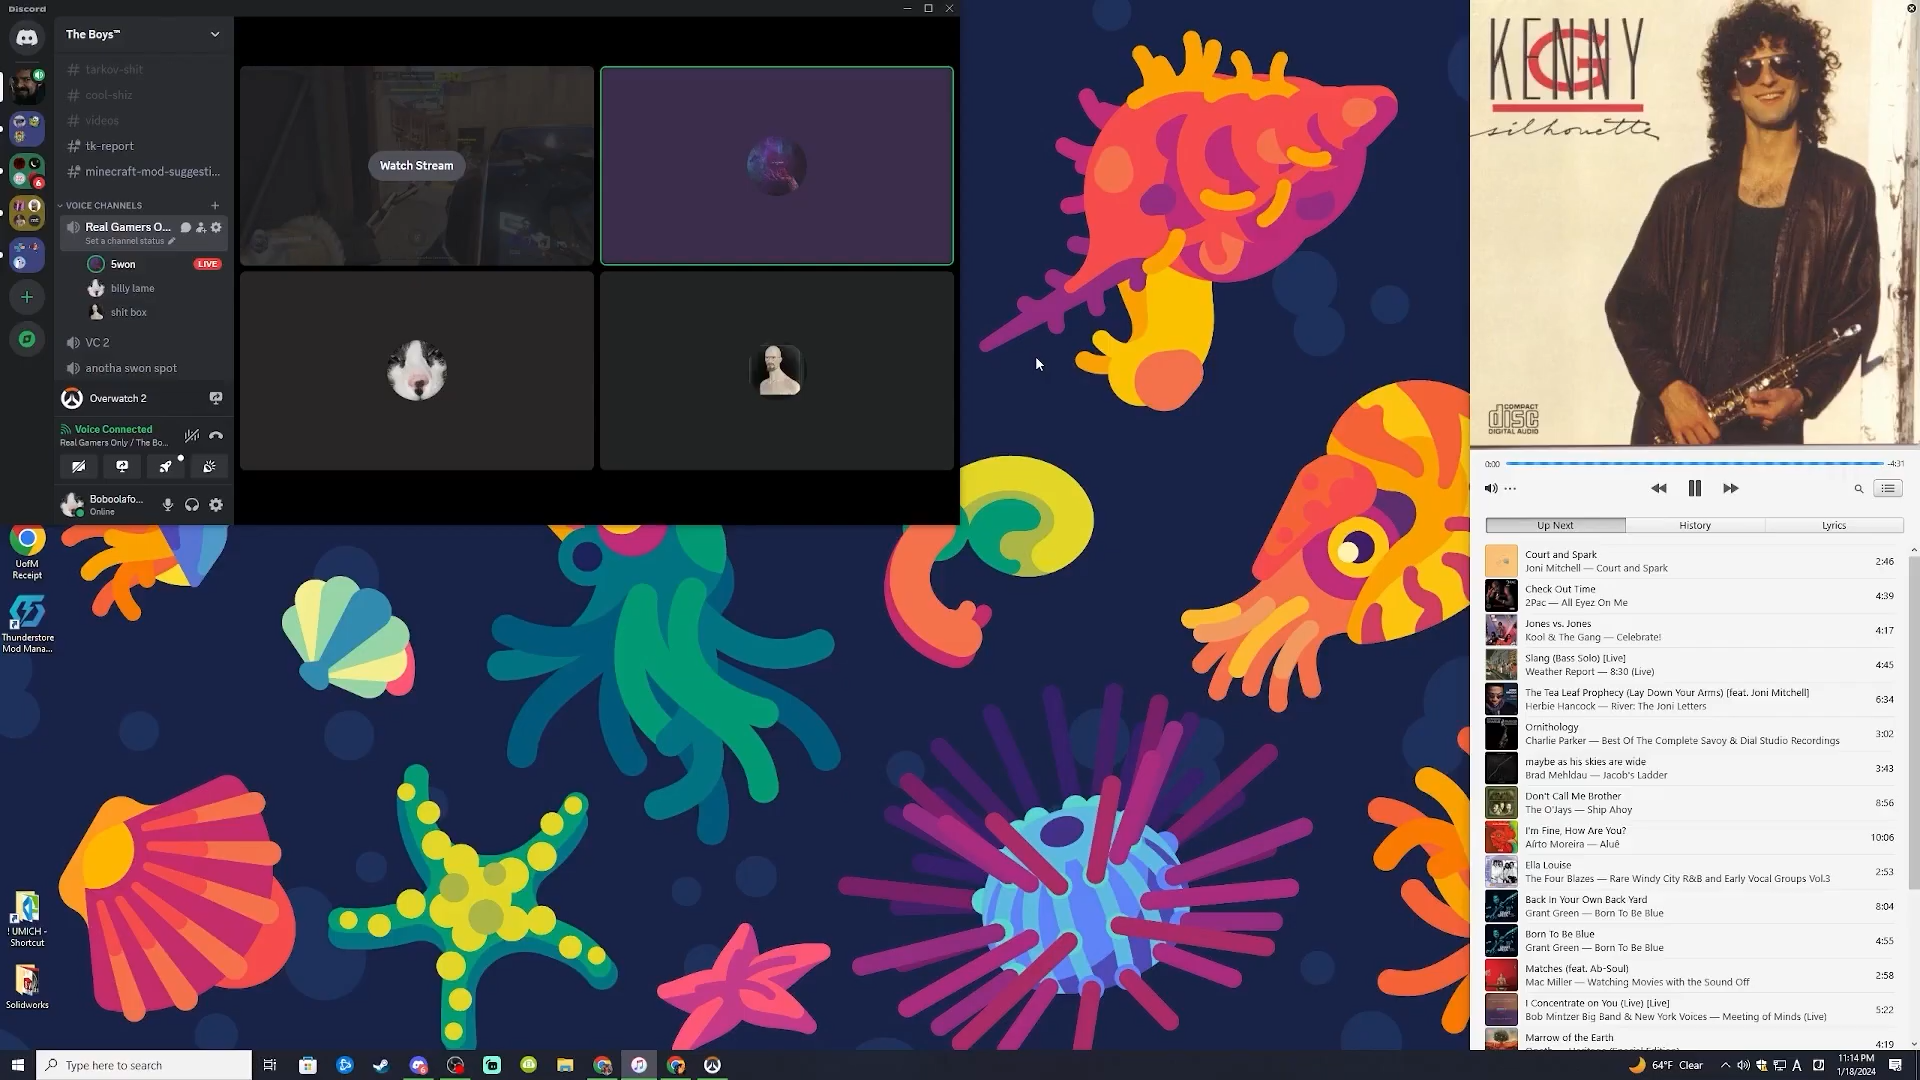 Discord
The Boys™
tarkov-shit
cool-shiz
videos
tk-report
minecraft-mod-suggesti...
VOICE CHANNELS
Real Gamers O...
Set a channel status
5won
LIVE
billy lame
shit box
VC 2
anotha swon spot
Overwatch 2
Voice Connected
Real Gamers Only / The Bo...
Boboolafo...
Online
6
Watch Stream
KENNY
G
silhouette
COMPACT
disc
DIGITAL AUDIO
0:00
-4:31
Up Next
History
Lyrics
Court and Spark
Joni Mitchell — Court and Spark
2:46
Check Out Time
2Pac — All Eyez On Me
4:39
Jones vs. Jones
Kool & The Gang — Celebrate!
4:17
Slang (Bass Solo) [Live]
Weather Report — 8:30 (Live)
4:45
The Tea Leaf Prophecy (Lay Down Your Arms) [feat. Joni Mitchell]
Herbie Hancock — River: The Joni Letters
6:34
Ornithology
Charlie Parker — Best Of The Complete Savoy & Dial Studio Recordings
3:02
maybe as his skies are wide
Brad Mehldau — Jacob's Ladder
3:43
Don't Call Me Brother
The O'Jays — Ship Ahoy
8:56
I'm Fine, How Are You?
Airto Moreira — Aluê
10:06
Ella Louise
The Four Blazes — Rare Windy City R&B and Early Vocal Groups Vol.3
2:53
Back In Your Own Back Yard
Grant Green — Born To Be Blue
8:04
Born To Be Blue
Grant Green — Born To Be Blue
4:55
Matches (feat. Ab-Soul)
Mac Miller — Watching Movies with the Sound Off
2:58
I Concentrate on You (Live) [Live]
Bob Mintzer Big Band & New York Voices — Meeting of Minds (Live)
5:22
Marrow of the Earth
4:19
UofM
Receipt
Thunderstore
Mod Mana...
! UMICH -
Shortcut
Solidworks
Type here to search
64°F Clear
A
11:14 PM
1/18/2024